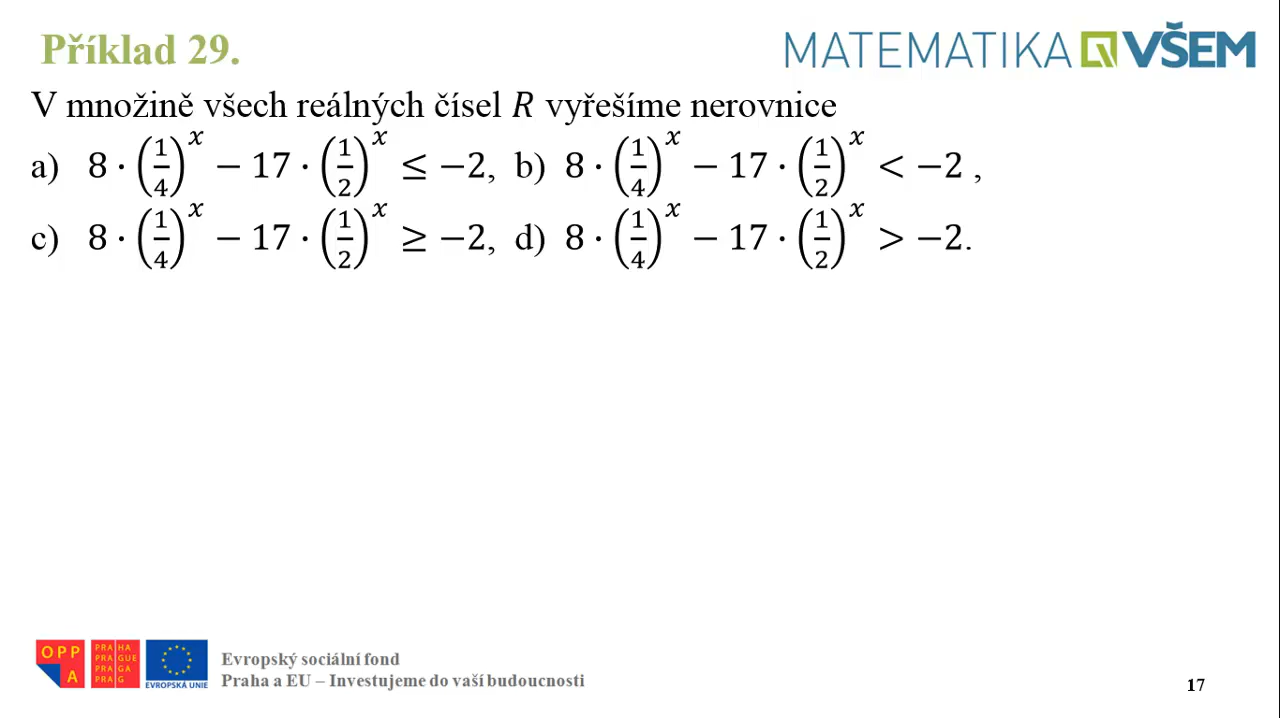 Příklad 29.
MATEMATIKA VŠEM
V množině všech reálných čísel R vyřešíme nerovnice
a) 8 · (1/4)^x − 17 · (1/2)^x ≤ −2, b) 8 · (1/4)^x − 17 · (1/2)^x < −2 ,
c) 8 · (1/4)^x − 17 · (1/2)^x ≥ −2, d) 8 · (1/4)^x − 17 · (1/2)^x > −2.
OPP
A
PRA HA
PRA GUE
PRA GA
PRA G
EVROPSKÁ UNIE
Evropský sociální fond
Praha a EU – Investujeme do vaší budoucnosti
17